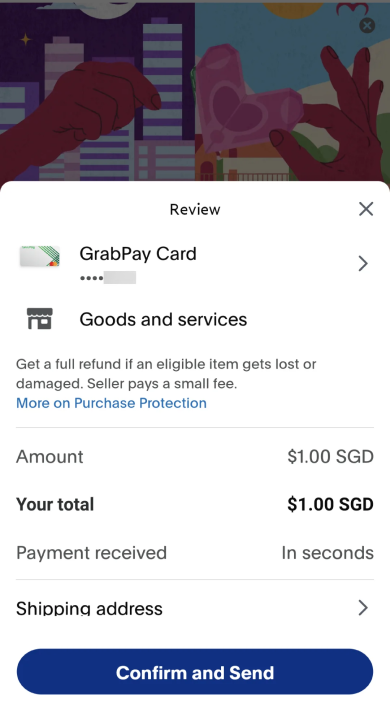 Review
GrabPay Card
••••
Goods and services
Get a full refund if an eligible item gets lost or
damaged. Seller pays a small fee.
More on Purchase Protection
Amount $1.00 SGD
Your total $1.00 SGD
Payment received In seconds
Shipping address
Confirm and Send